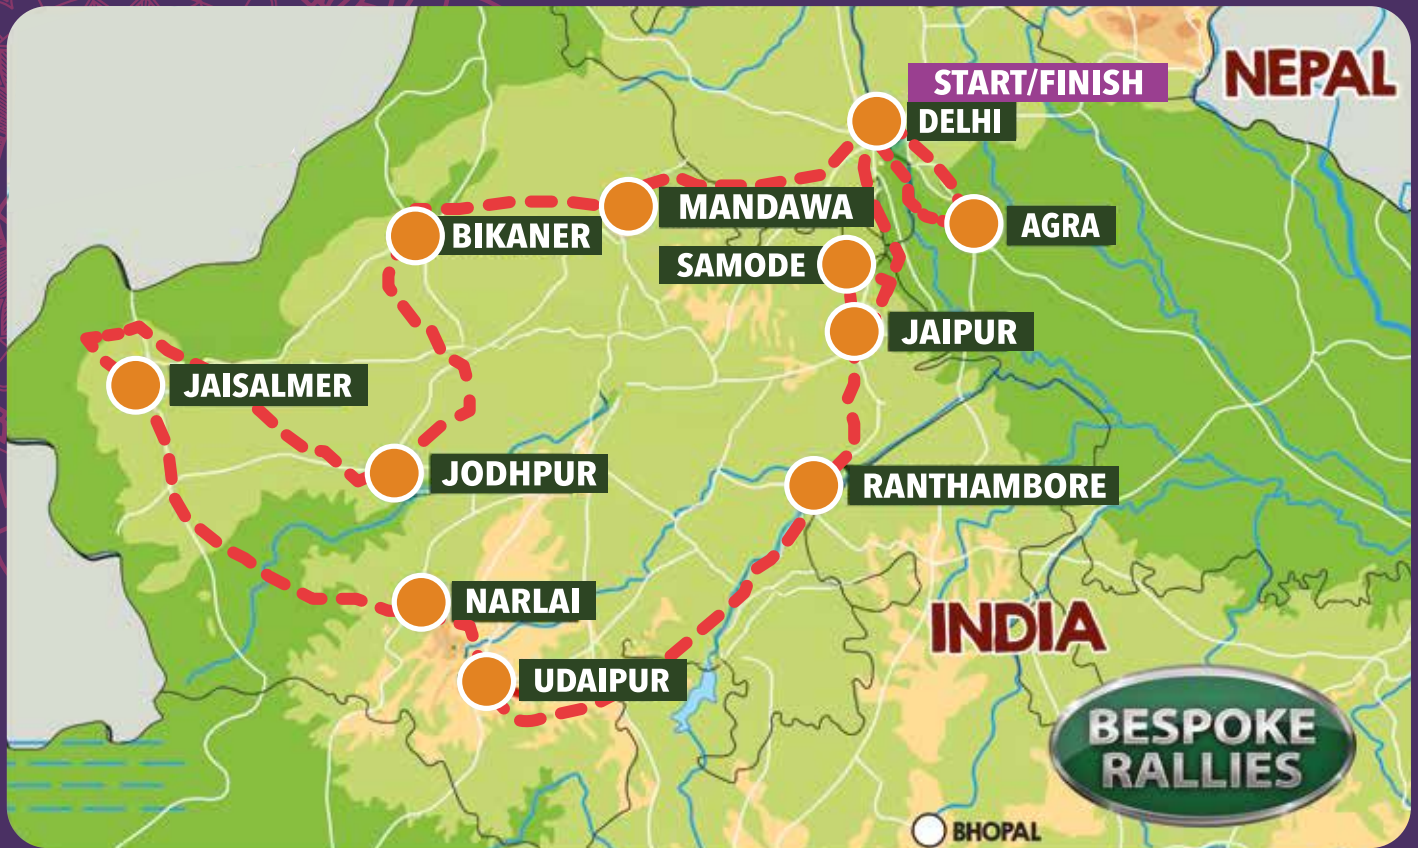 NEPAL
START/FINISH
DELHI
MANDAWA
AGRA
BIKANER
SAMODE
JAIPUR
JAISALMER
JODHPUR
RANTHAMBORE
NARLAI
INDIA
UDAIPUR
BESPOKE
RALLIES
BHOPAL